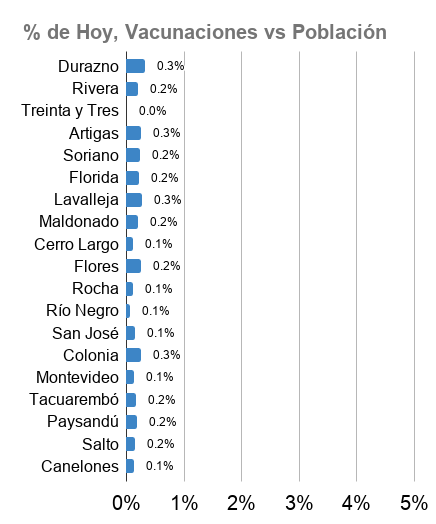 % de Hoy, Vacunaciones vs Población
Durazno 0.3%
Rivera 0.2%
Treinta y Tres 0.0%
Artigas 0.3%
Soriano 0.2%
Florida 0.2%
Lavalleja 0.3%
Maldonado 0.2%
Cerro Largo 0.1%
Flores 0.2%
Rocha 0.1%
Río Negro 0.1%
San José 0.1%
Colonia 0.3%
Montevideo 0.1%
Tacuarembó 0.2%
Paysandú 0.2%
Salto 0.2%
Canelones 0.1%
0% 1% 2% 3% 4% 5%